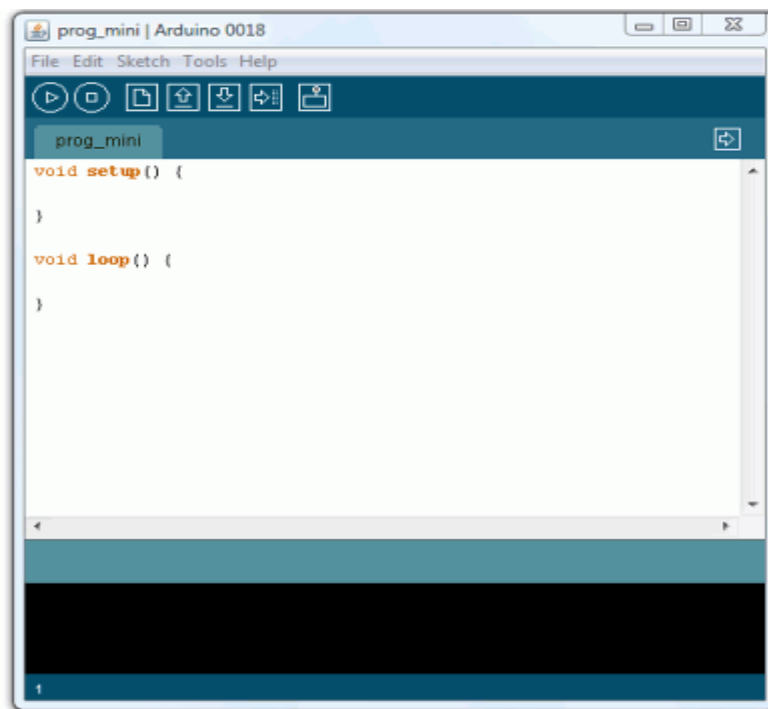 prog_mini | Arduino 0018
File Edit Sketch Tools Help
prog_mini
void setup() {
}
void loop() {
}
1